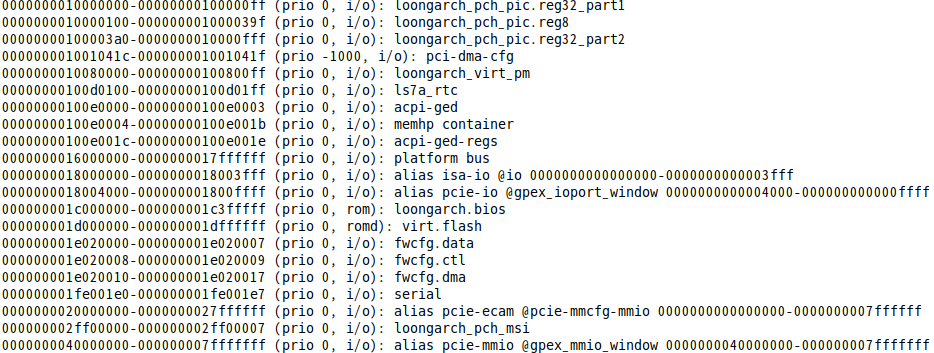 0000000010000000-00000000100000ff (prio 0, i/o): loongarch_pch_pic.reg32_part1
0000000010000100-000000001000039f (prio 0, i/o): loongarch_pch_pic.reg8
00000000100003a0-0000000010000fff (prio 0, i/o): loongarch_pch_pic.reg32_part2
000000001001041c-000000001001041f (prio -1000, i/o): pci-dma-cfg
0000000010080000-00000000100800ff (prio 0, i/o): loongarch_virt_pm
00000000100d0100-00000000100d01ff (prio 0, i/o): ls7a_rtc
00000000100e0000-00000000100e0003 (prio 0, i/o): acpi-ged
00000000100e0004-00000000100e001b (prio 0, i/o): memhp container
00000000100e001c-00000000100e001e (prio 0, i/o): acpi-ged-regs
0000000016000000-0000000017ffffff (prio 0, i/o): platform bus
0000000018000000-0000000018003fff (prio 0, i/o): alias isa-io @io 0000000000000000-0000000000003fff
0000000018004000-000000001800ffff (prio 0, i/o): alias pcie-io @gpex_ioport_window 0000000000004000-000000000000ffff
000000001c000000-000000001c3fffff (prio 0, rom): loongarch.bios
000000001d000000-000000001dffffff (prio 0, romd): virt.flash
000000001e020000-000000001e020007 (prio 0, i/o): fwcfg.data
000000001e020008-000000001e020009 (prio 0, i/o): fwcfg.ctl
000000001e020010-000000001e020017 (prio 0, i/o): fwcfg.dma
000000001fe001e0-000000001fe001e7 (prio 0, i/o): serial
0000000020000000-0000000027ffffff (prio 0, i/o): alias pcie-ecam @pcie-mmcfg-mmio 0000000000000000-0000000007ffffff
000000002ff00000-000000002ff00007 (prio 0, i/o): loongarch_pch_msi
0000000040000000-000000007fffffff (prio 0, i/o): alias pcie-mmio @gpex_mmio_window 0000000040000000-000000007fffffff